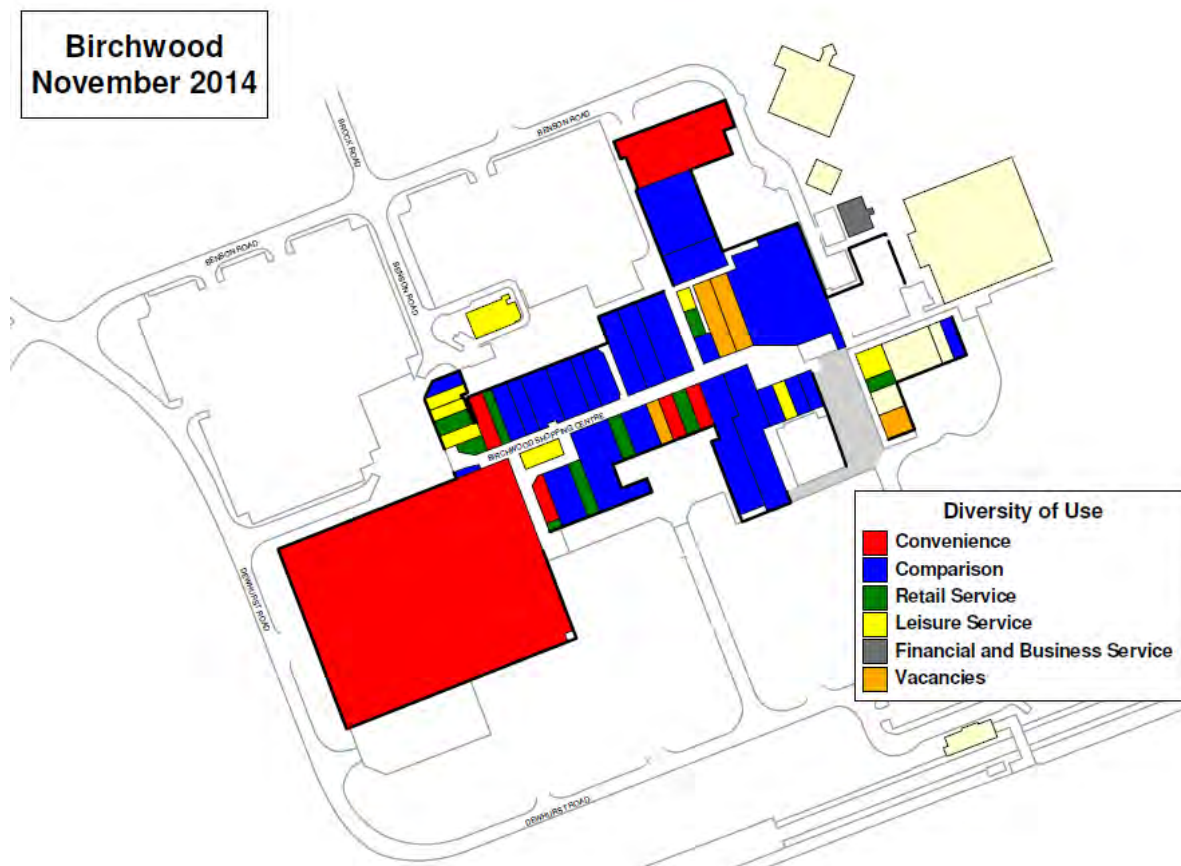 Birchwood
November 2014
BROCK ROAD
BENSON ROAD
BENSON ROAD
BENSON ROAD
BIRCHWOOD SHOPPING CENTRE
DEWHURST ROAD
DEWHURST ROAD
Diversity of Use
Convenience
Comparison
Retail Service
Leisure Service
Financial and Business Service
Vacancies